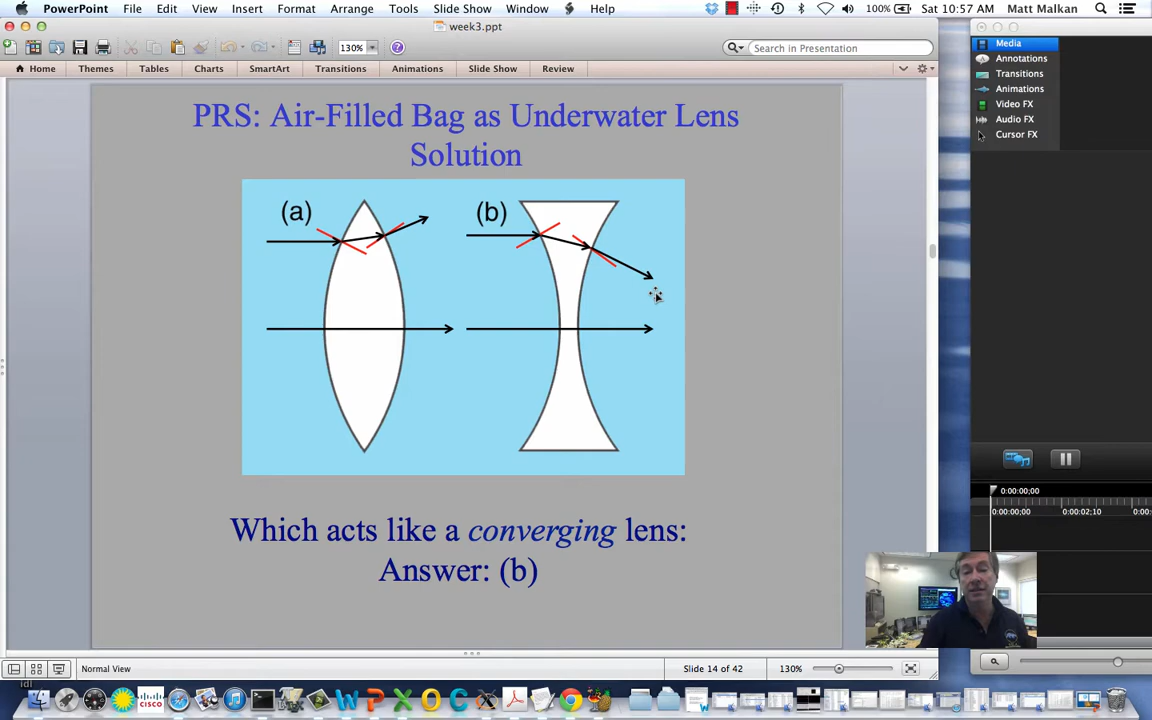 PowerPoint File Edit View Insert Format Arrange Tools Slide Show Window Help 100% Sat 10:57 AM Matt Malkan
week3.ppt
130% Search in Presentation
Home Themes Tables Charts SmartArt Transitions Animations Slide Show Review
PRS: Air-Filled Bag as Underwater Lens
Solution
(a) (b)
Which acts like a converging lens:
Answer: (b)
Normal View Slide 14 of 42 130%
Media
Annotations
Transitions
Animations
Video FX
Audio FX
Cursor FX
0:00:00;00
0:00:00;00 0:00:02;10 0:00
idl
CISCO